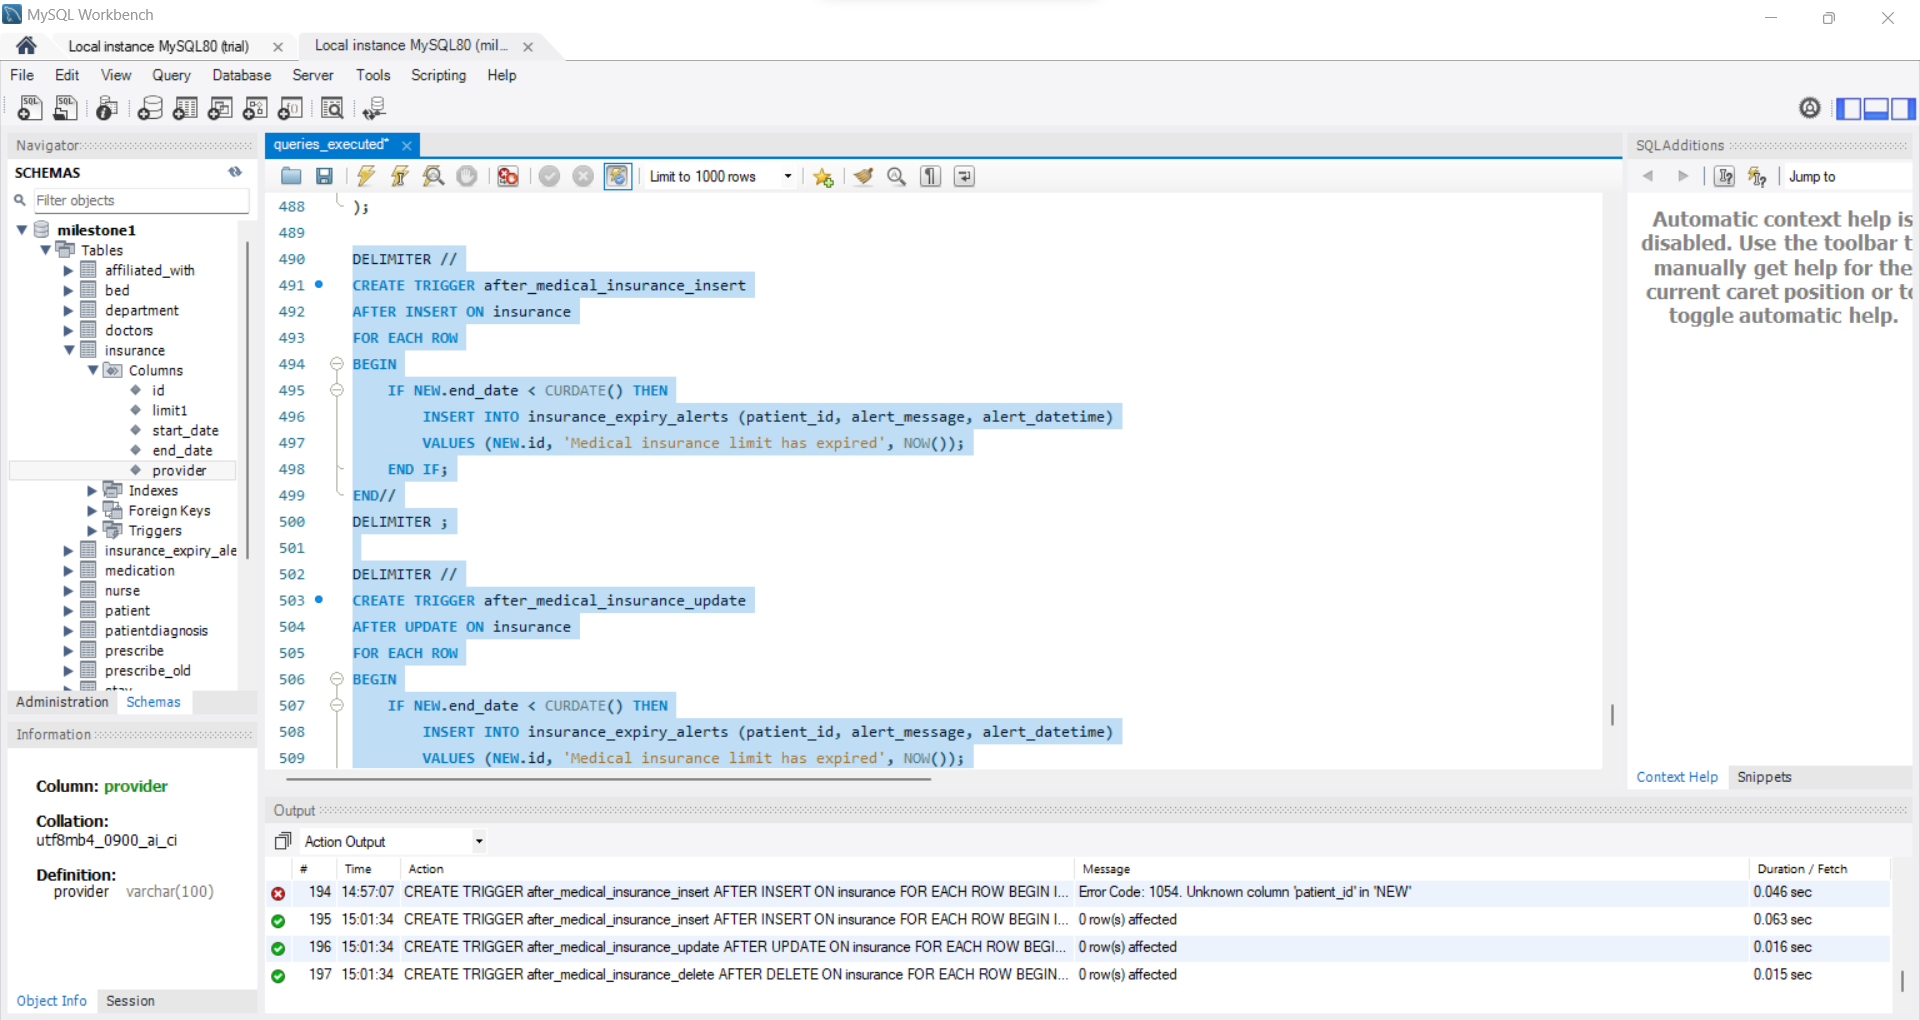 MySQL Workbench
Local instance MySQL80 (trial)
Local instance MySQL80 (mil...
File Edit View Query Database Server Tools Scripting Help
Navigator
SCHEMAS
Filter objects
milestone1
Tables
affiliated_with
bed
department
doctors
insurance
Columns
id
limit1
start_date
end_date
provider
Indexes
Foreign Keys
Triggers
insurance_expiry_ale
medication
nurse
patient
patientdiagnosis
prescribe
prescribe_old
Administration Schemas
Information
Column: provider
Collation:
utf8mb4_0900_ai_ci
Definition:
provider varchar(100)
Object Info Session
queries_executed*
Limit to 1000 rows
488 );
489
490 DELIMITER //
491 CREATE TRIGGER after_medical_insurance_insert
492 AFTER INSERT ON insurance
493 FOR EACH ROW
494 BEGIN
495 IF NEW.end_date < CURDATE() THEN
496 INSERT INTO insurance_expiry_alerts (patient_id, alert_message, alert_datetime)
497 VALUES (NEW.id, 'Medical insurance limit has expired', NOW());
498 END IF;
499 END//
500 DELIMITER ;
501
502 DELIMITER //
503 CREATE TRIGGER after_medical_insurance_update
504 AFTER UPDATE ON insurance
505 FOR EACH ROW
506 BEGIN
507 IF NEW.end_date < CURDATE() THEN
508 INSERT INTO insurance_expiry_alerts (patient_id, alert_message, alert_datetime)
509 VALUES (NEW.id, 'Medical insurance limit has expired', NOW());
SQLAdditions
Jump to
Automatic context help is
disabled. Use the toolbar t
manually get help for the
current caret position or to
toggle automatic help.
Context Help Snippets
Output
Action Output
# Time Action Message Duration / Fetch
194 14:57:07 CREATE TRIGGER after_medical_insurance_insert AFTER INSERT ON insurance FOR EACH ROW BEGIN I... Error Code: 1054. Unknown column 'patient_id' in 'NEW' 0.046 sec
195 15:01:34 CREATE TRIGGER after_medical_insurance_insert AFTER INSERT ON insurance FOR EACH ROW BEGIN I... 0 row(s) affected 0.063 sec
196 15:01:34 CREATE TRIGGER after_medical_insurance_update AFTER UPDATE ON insurance FOR EACH ROW BEGI... 0 row(s) affected 0.016 sec
197 15:01:34 CREATE TRIGGER after_medical_insurance_delete AFTER DELETE ON insurance FOR EACH ROW BEGIN... 0 row(s) affected 0.015 sec